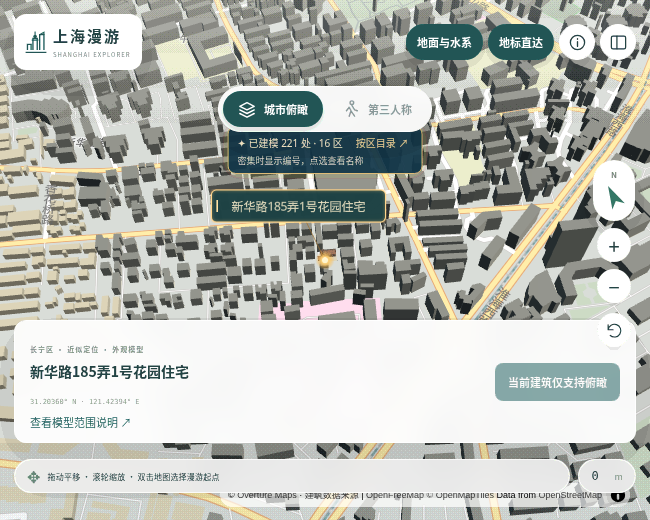 上海漫游
SHANGHAI EXPLORER
地面与水系
地标直达
城市俯瞰
第三人称
✦ 已建模 221 处 · 16 区 按区目录 ↗
密集时显示编号，点选查看名称
N
新华路185弄1号花园住宅
+
−
长宁区 · 近似定位 · 外观模型
新华路185弄1号花园住宅
当前建筑仅支持俯瞰
31.20360° N · 121.42394° E
查看模型范围说明 ↗
拖动平移 · 滚轮缩放 · 双击地图选择漫游起点
0 m
© Overture Maps · 建筑数据来源 | OpenFreeMap © OpenMapTiles Data from OpenStreetMap